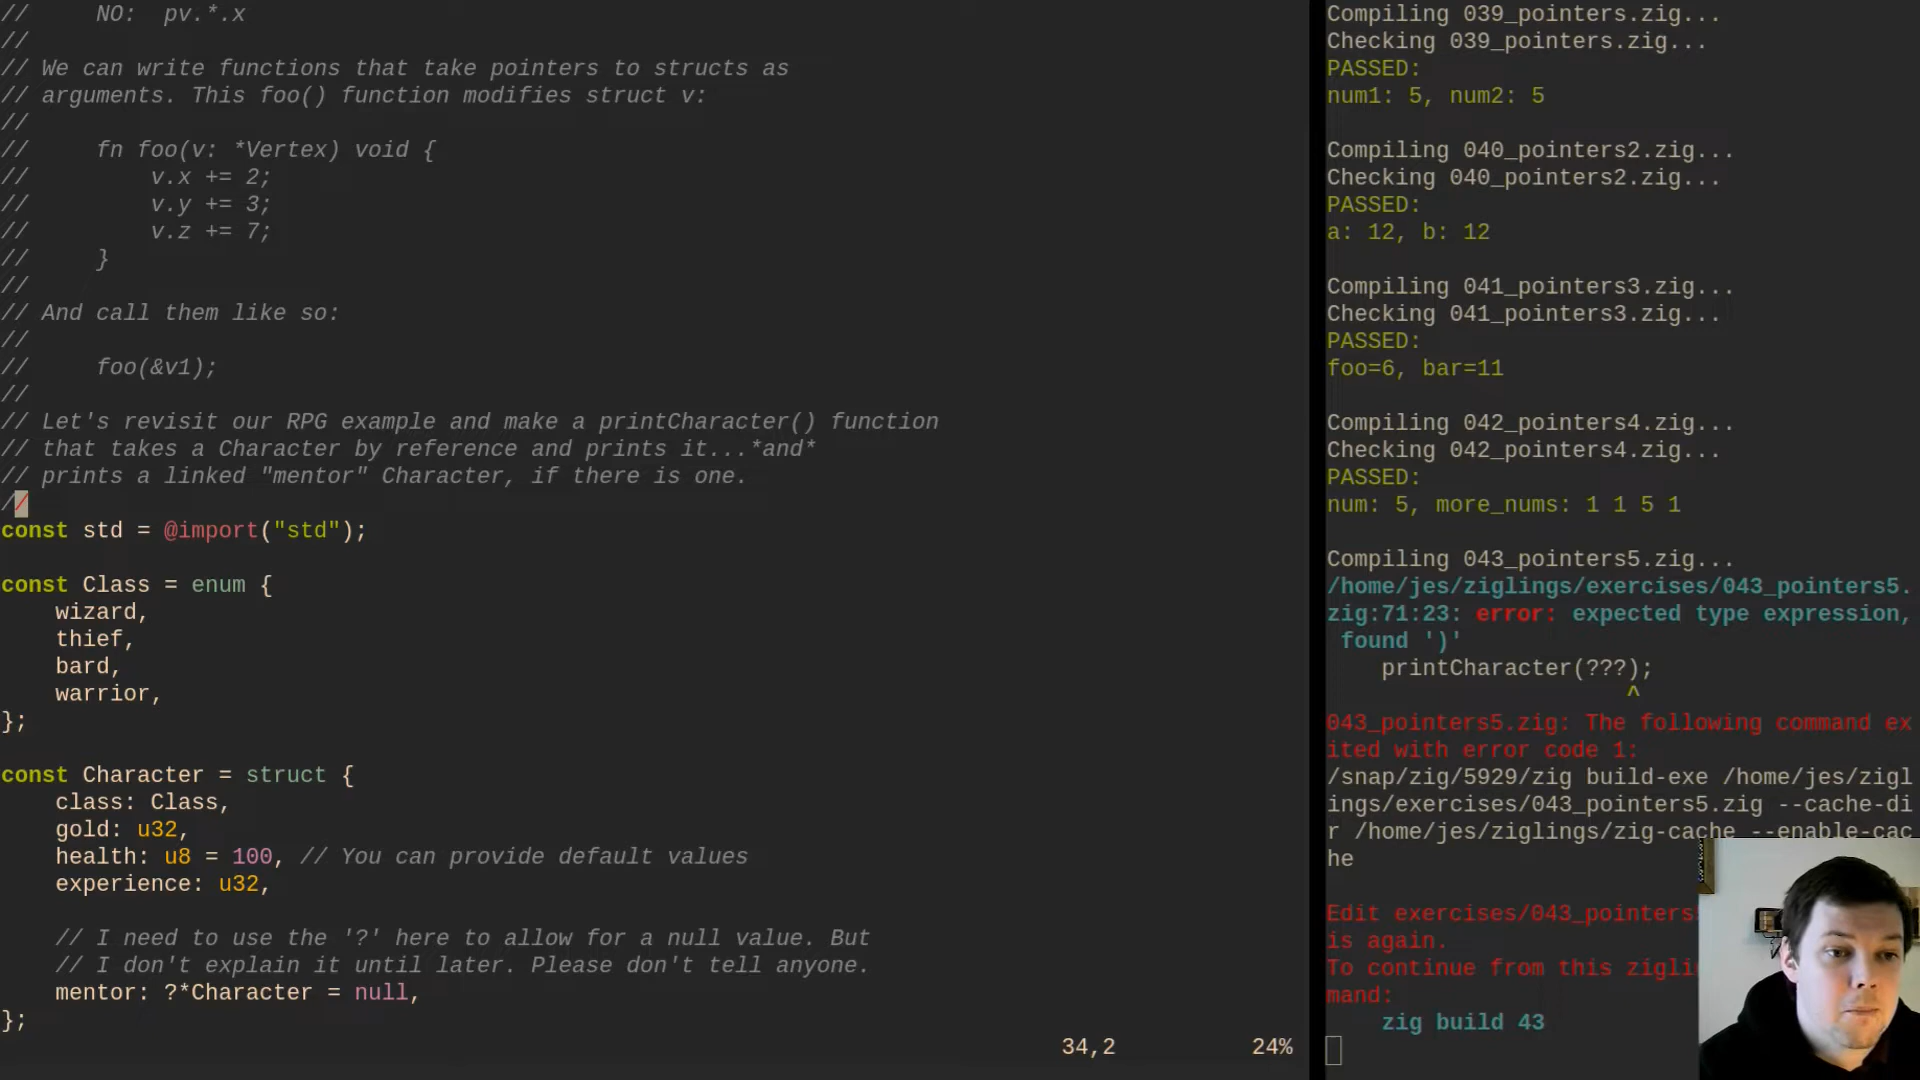 //     NO:  pv.*.x
//
// We can write functions that take pointers to structs as
// arguments. This foo() function modifies struct v:
//
//     fn foo(v: *Vertex) void {
//         v.x += 2;
//         v.y += 3;
//         v.z += 7;
//     }
//
// And call them like so:
//
//     foo(&v1);
//
// Let's revisit our RPG example and make a printCharacter() function
// that takes a Character by reference and prints it...*and*
// prints a linked "mentor" Character, if there is one.
//
const std = @import("std");
const Class = enum {
    wizard,
    thief,
    bard,
    warrior,
};
const Character = struct {
    class: Class,
    gold: u32,
    health: u8 = 100, // You can provide default values
    experience: u32,
    // I need to use the '?' here to allow for a null value. But
    // I don't explain it until later. Please don't tell anyone.
    mentor: ?*Character = null,
};
34,2          24%
Compiling 039_pointers.zig...
Checking 039_pointers.zig...
PASSED:
num1: 5, num2: 5
Compiling 040_pointers2.zig...
Checking 040_pointers2.zig...
PASSED:
a: 12, b: 12
Compiling 041_pointers3.zig...
Checking 041_pointers3.zig...
PASSED:
foo=6, bar=11
Compiling 042_pointers4.zig...
Checking 042_pointers4.zig...
PASSED:
num: 5, more_nums: 1 1 5 1
Compiling 043_pointers5.zig...
/home/jes/ziglings/exercises/043_pointers5.
zig:71:23: error: expected type expression,
 found ')'
    printCharacter(???);
                      ^
043_pointers5.zig: The following command ex
ited with error code 1:
/snap/zig/5929/zig build-exe /home/jes/zigl
ings/exercises/043_pointers5.zig --cache-di
r /home/jes/ziglings/zig-cache --enable-cac
he
Edit exercises/043_pointers
is again.
To continue from this zigli
mand:
    zig build 43